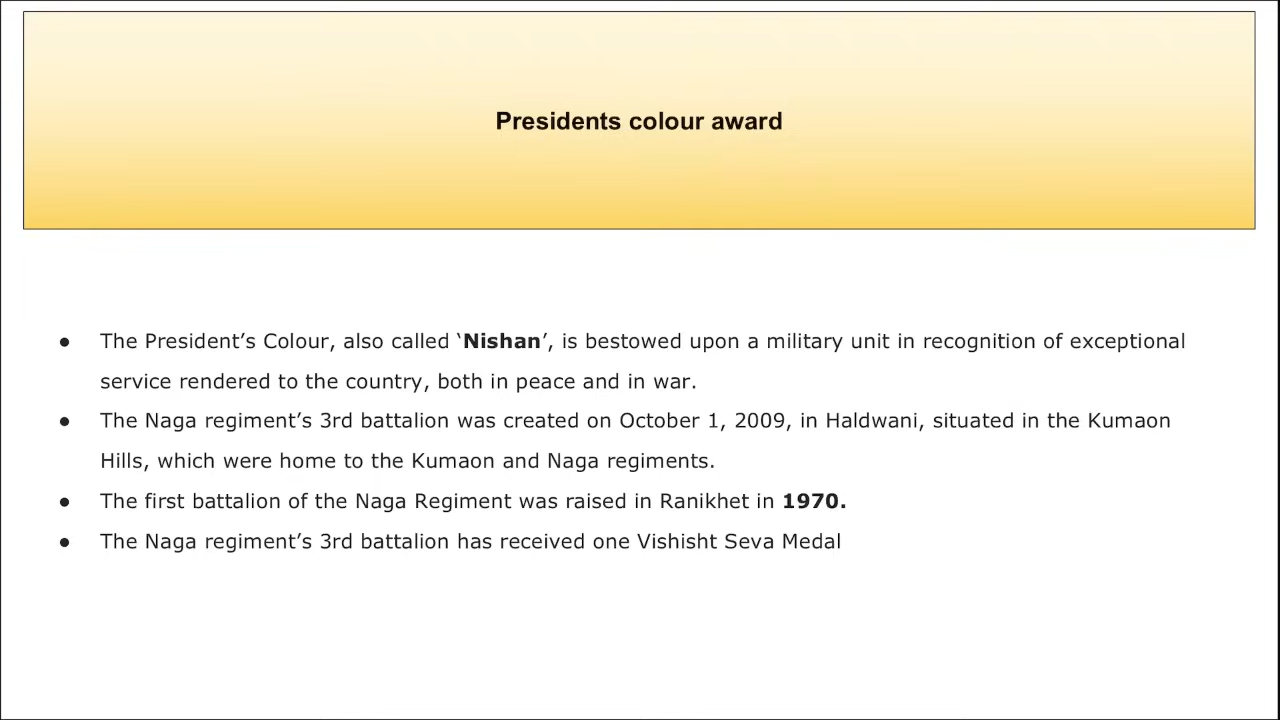 Presidents colour award
● The President’s Colour, also called ‘Nishan’, is bestowed upon a military unit in recognition of exceptional
service rendered to the country, both in peace and in war.
● The Naga regiment’s 3rd battalion was created on October 1, 2009, in Haldwani, situated in the Kumaon
Hills, which were home to the Kumaon and Naga regiments.
● The first battalion of the Naga Regiment was raised in Ranikhet in 1970.
● The Naga regiment’s 3rd battalion has received one Vishisht Seva Medal